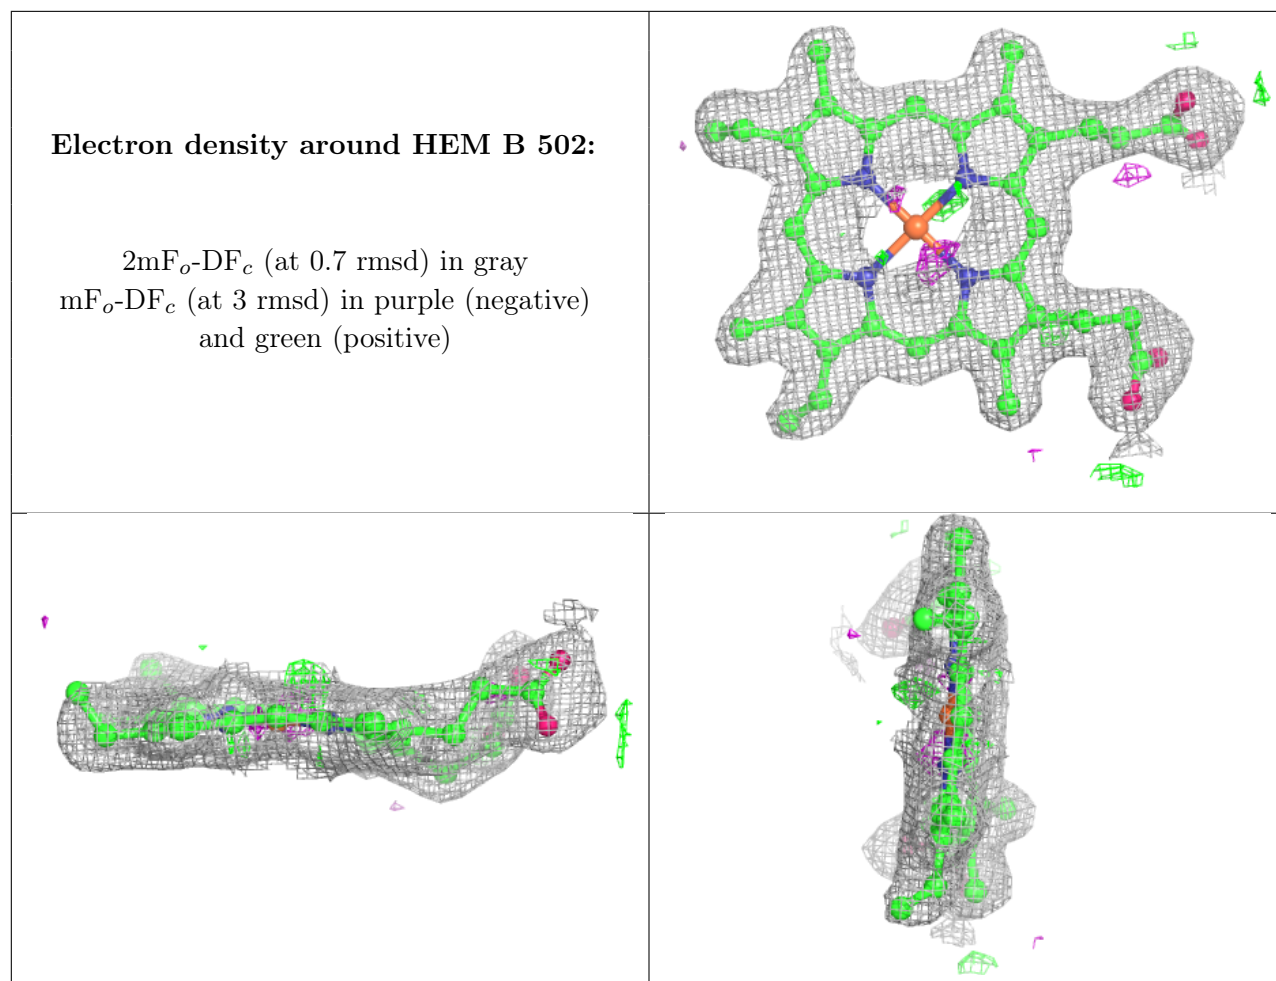 Electron density around HEM B 502:
2mFo-DFc (at 0.7 rmsd) in gray
mFo-DFc (at 3 rmsd) in purple (negative)
and green (positive)